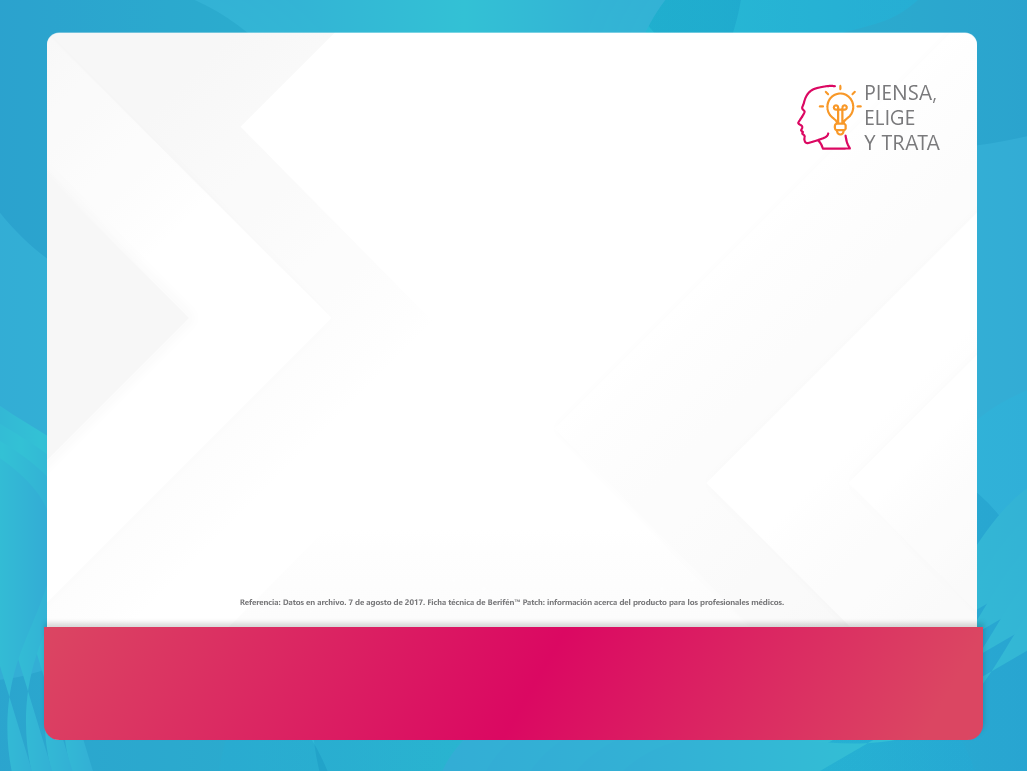 PIENSA,
ELIGE
Y TRATA
Referencia: Datos en archivo. 7 de agosto de 2017. Ficha técnica de Berifén™ Patch: información acerca del producto para los profesionales médicos.